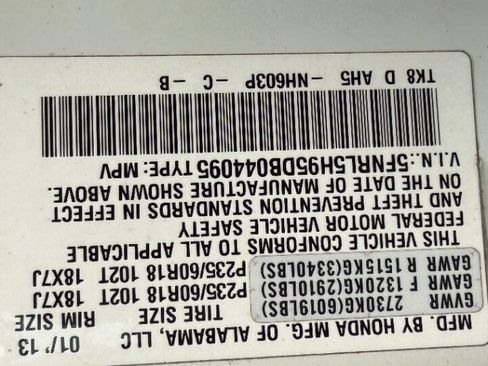 MFD. BY HONDA MFG. OF ALABAMA, LLC 01/'13
GVWR 2730KG(6019LBS) TIRE SIZE RIM SIZE
GAWR F 1320KG(2910LBS) P235/60R18 102T 18X7J
GAWR R 1515KG(3340LBS) P235/60R18 102T 18X7J
THIS VEHICLE CONFORMS TO ALL APPLICABLE
FEDERAL MOTOR VEHICLE SAFETY
AND THEFT PREVENTION STANDARDS IN EFFECT
ON THE DATE OF MANUFACTURE SHOWN ABOVE.
V.I.N.:5FNRL5H95DB044095 TYPE: MPV
TK8 D AH5 -NH603P -C -B